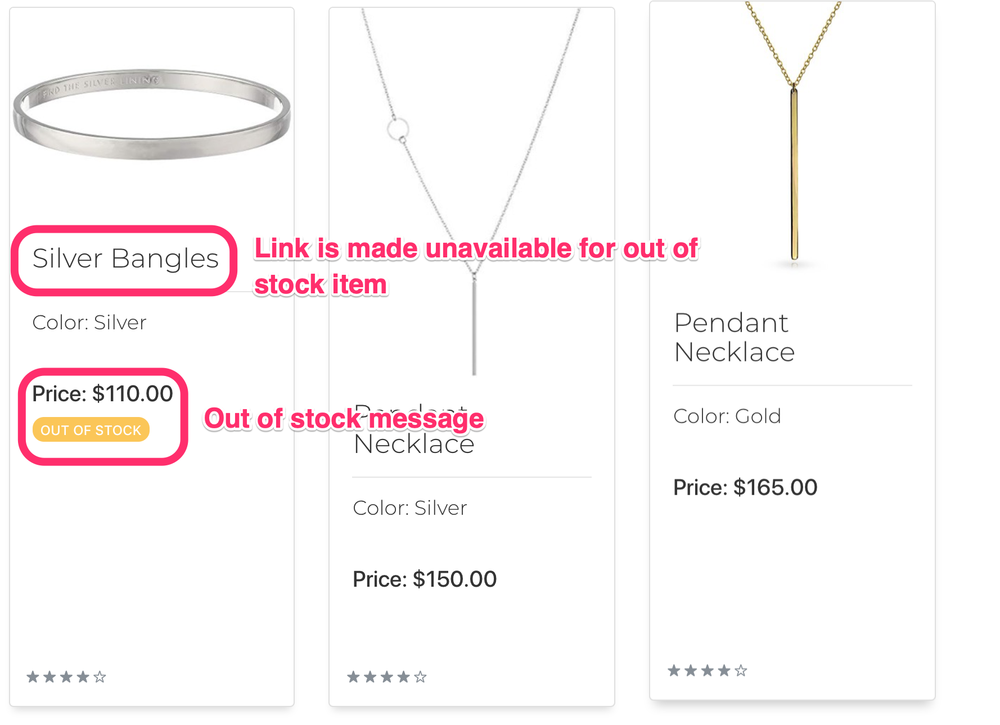 FIND THE SILVER LINING
Silver Bangles
Color: Silver
Price: $110.00
OUT OF STOCK
Link is made unavailable for out of
stock item
Out of stock message
Pendant
Necklace
Color: Silver
Price: $150.00
Pendant
Necklace
Color: Gold
Price: $165.00